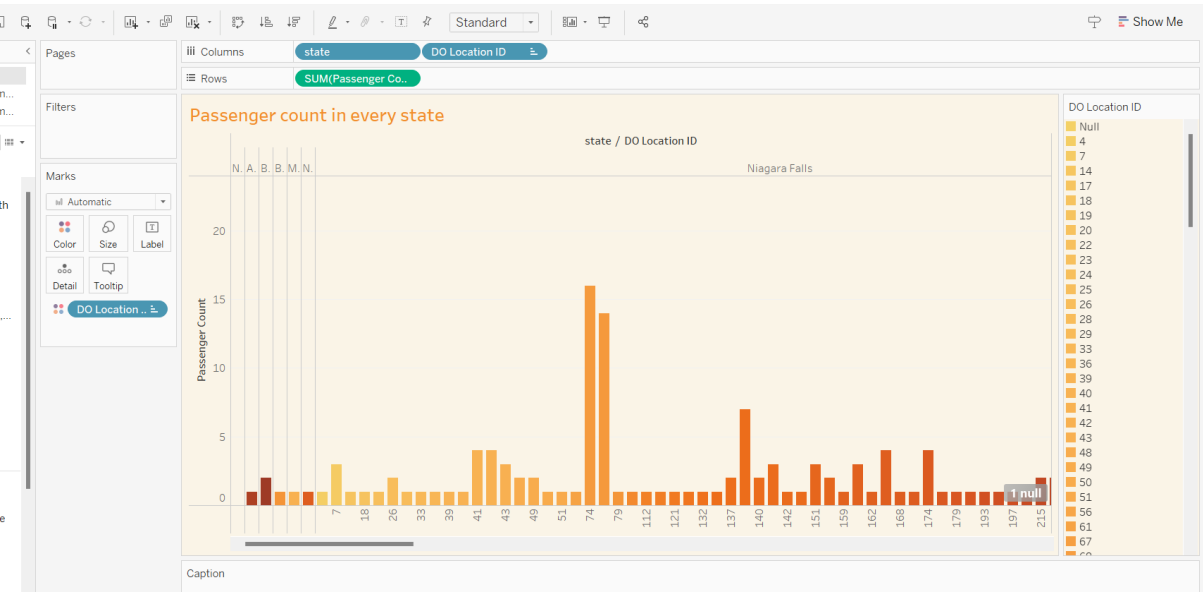 Standard
Show Me
Pages
Columns
state
DO Location ID
Rows
SUM(Passenger Co..
Filters
Marks
Automatic
Color
Size
Label
Detail
Tooltip
DO Location ..
m...
m...
th
,...
e
Passenger count in every state
state / DO Location ID
N. A. B. B. M. N.
Niagara Falls
Passenger Count
20
15
10
5
0
7 18 26 33 39 41 43 49 51 74 79 112 121 132 137 140 142 151 159 162 168 174 179 193 197 215
1 null
DO Location ID
Null
4
7
14
17
18
19
20
22
23
24
25
26
28
29
33
36
39
40
41
42
43
48
49
50
51
56
61
67
Caption